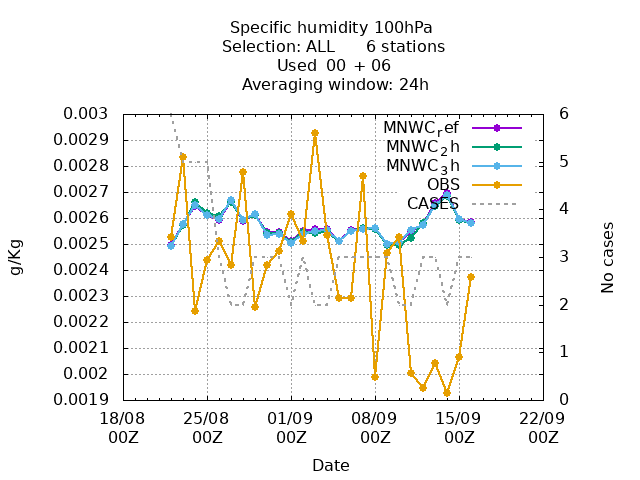 Specific humidity 100hPa
Selection: ALL      6 stations
Used  00  + 06
Averaging window: 24h
0.003
0.0029
0.0028
0.0027
0.0026
0.0025
0.0024
0.0023
0.0022
0.0021
0.002
0.0019
g/Kg
MNWCref
MNWC2h
MNWC3h
OBS
CASES
6
5
4
3
2
1
0
No cases
18/08 25/08 01/09 08/09 15/09 22/09
00Z 00Z 00Z 00Z 00Z 00Z
Date